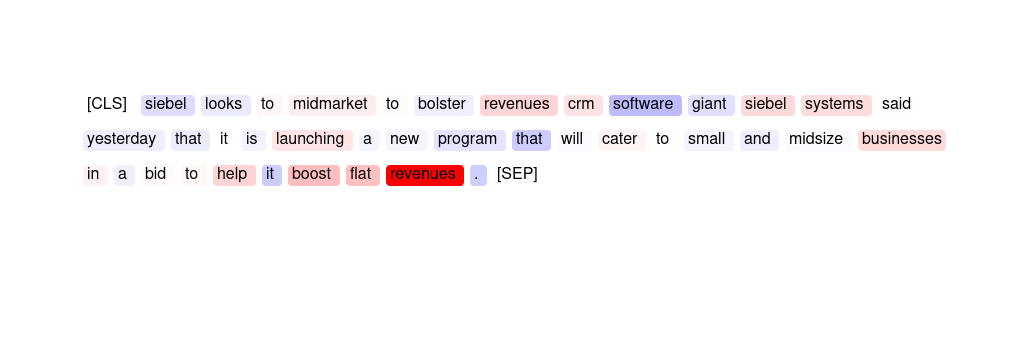 [CLS] siebel looks to midmarket to bolster revenues crm software giant siebel systems said
yesterday that it is launching a new program that will cater to small and midsize businesses
in a bid to help it boost flat revenues . [SEP]